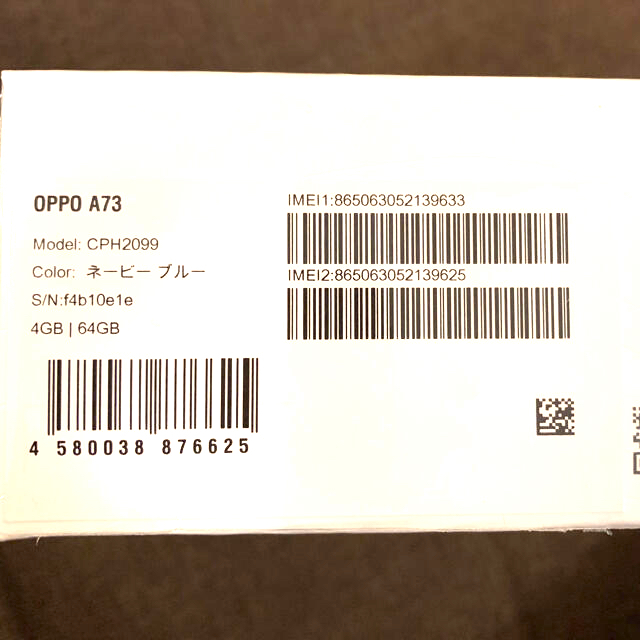 OPPO A73
Model: CPH2099
Color: ネービー ブルー
S/N:f4b10e1e
4GB | 64GB
4 580038 876625
IMEI1:865063052139633
IMEI2:865063052139625